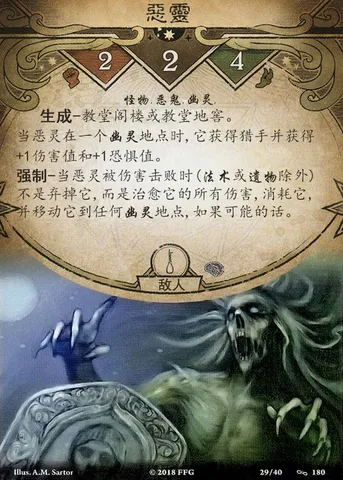 惡靈
2 2 4
怪物.恶鬼.幽灵.
生成–教堂阁楼或教堂地窖。
当恶灵在一个幽灵地点时,它获得猎手并获得
+1伤害值和+1恐惧值。
强制–当恶灵被伤害击败时(法术或遗物除外)
不是弃掉它,而是治愈它的所有伤害,消耗它,
并移动它到任何幽灵地点,如果可能的话。
敌人
Illus. A.M. Sartor © 2018 FFG 29/40 180